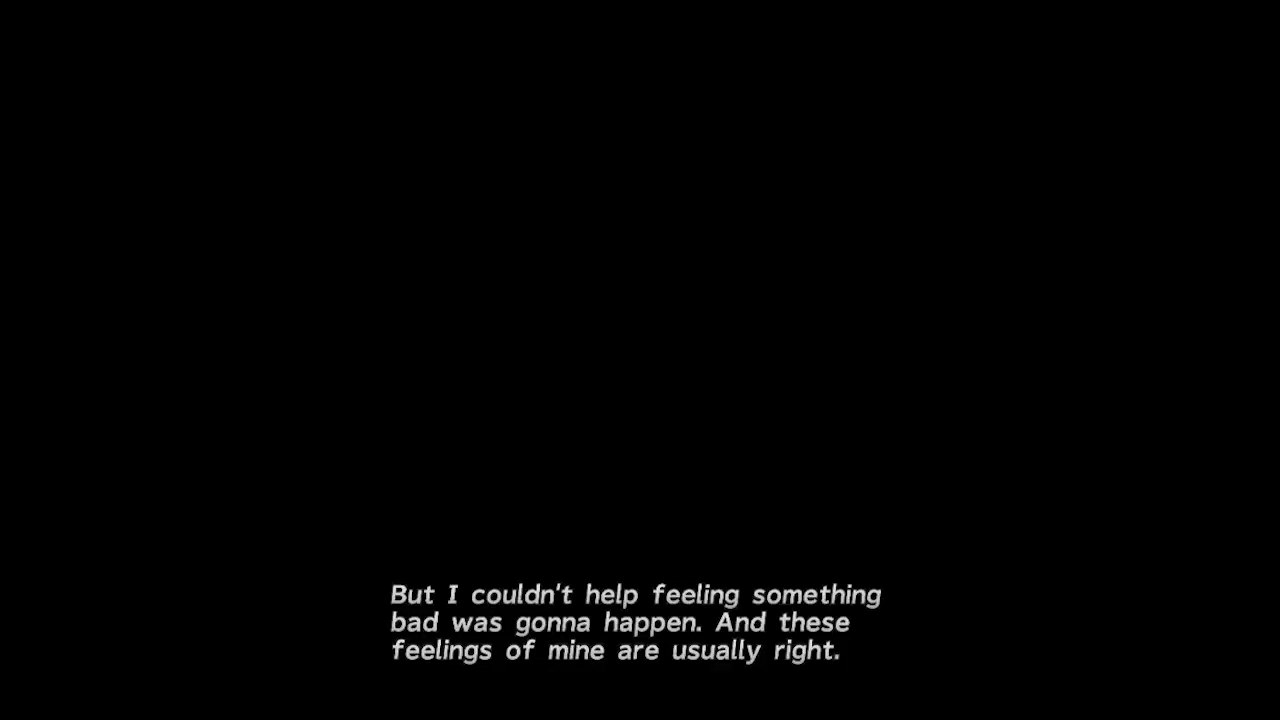 But I couldn't help feeling something
bad was gonna happen. And these
feelings of mine are usually right.